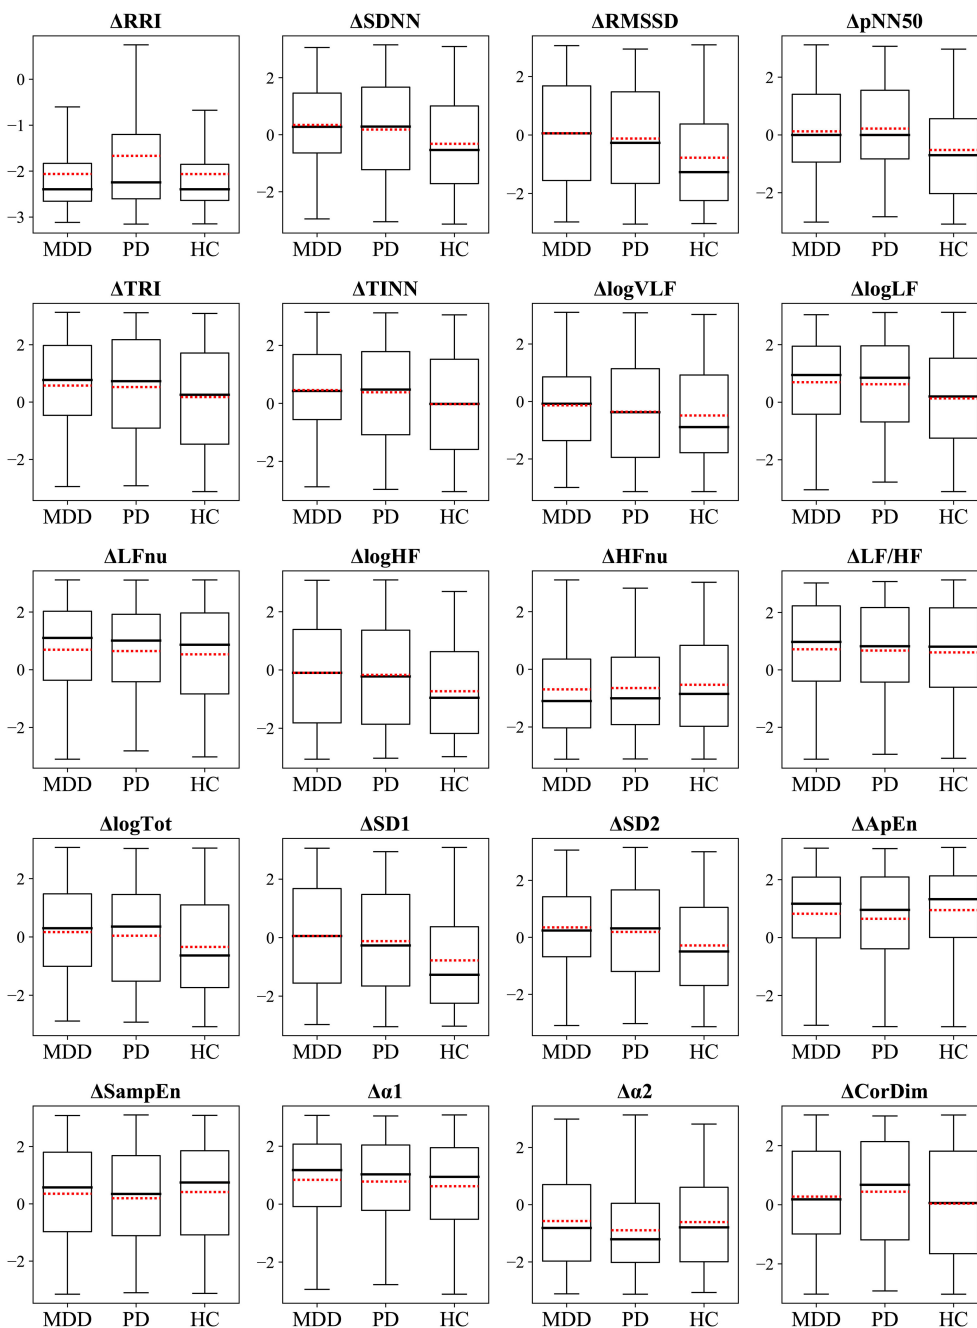 ΔRRI ΔSDNN ΔRMSSD ΔpNN50
0 −1 −2 −3
2 0 −2
2 0 −2
2 0 −2
MDD PD HC MDD PD HC MDD PD HC MDD PD HC
ΔTRI ΔTINN ΔlogVLF ΔlogLF
2 0 −2
2 0 −2
2 0 −2
2 0 −2
MDD PD HC MDD PD HC MDD PD HC MDD PD HC
ΔLFnu ΔlogHF ΔHFnu ΔLF/HF
2 0 −2
2 0 −2
2 0 −2
2 0 −2
MDD PD HC MDD PD HC MDD PD HC MDD PD HC
ΔlogTot ΔSD1 ΔSD2 ΔApEn
2 0 −2
2 0 −2
2 0 −2
2 0 −2
MDD PD HC MDD PD HC MDD PD HC MDD PD HC
ΔSampEn Δα1 Δα2 ΔCorDim
2 0 −2
2 0 −2
2 0 −2
2 0 −2
MDD PD HC MDD PD HC MDD PD HC MDD PD HC